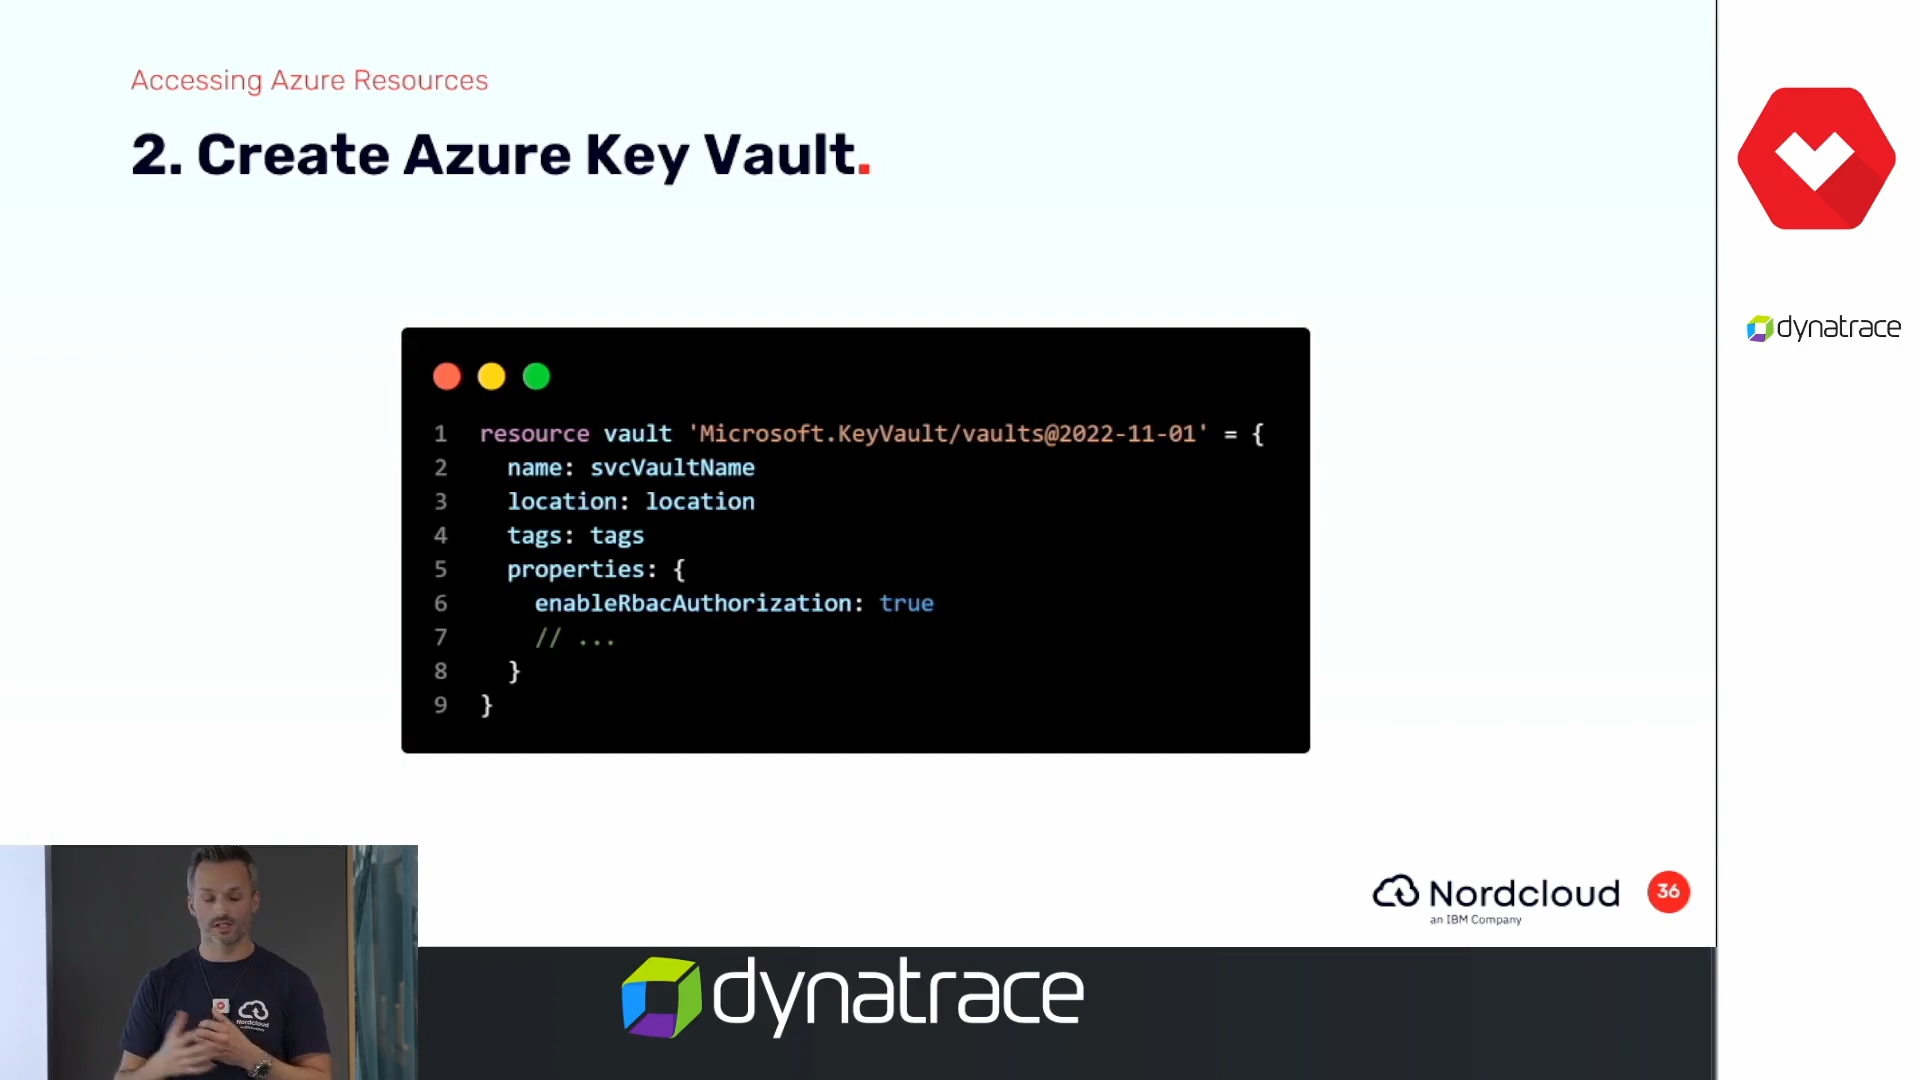 Accessing Azure Resources
2. Create Azure Key Vault.
1 resource vault 'Microsoft.KeyVault/vaults@2022-11-01' = {
2 name: svcVaultName
3 location: location
4 tags: tags
5 properties: {
6 enableRbacAuthorization: true
7 // ...
8 }
9 }
Nordcloud
an IBM Company
36
dynatrace
dynatrace
Nordcloud